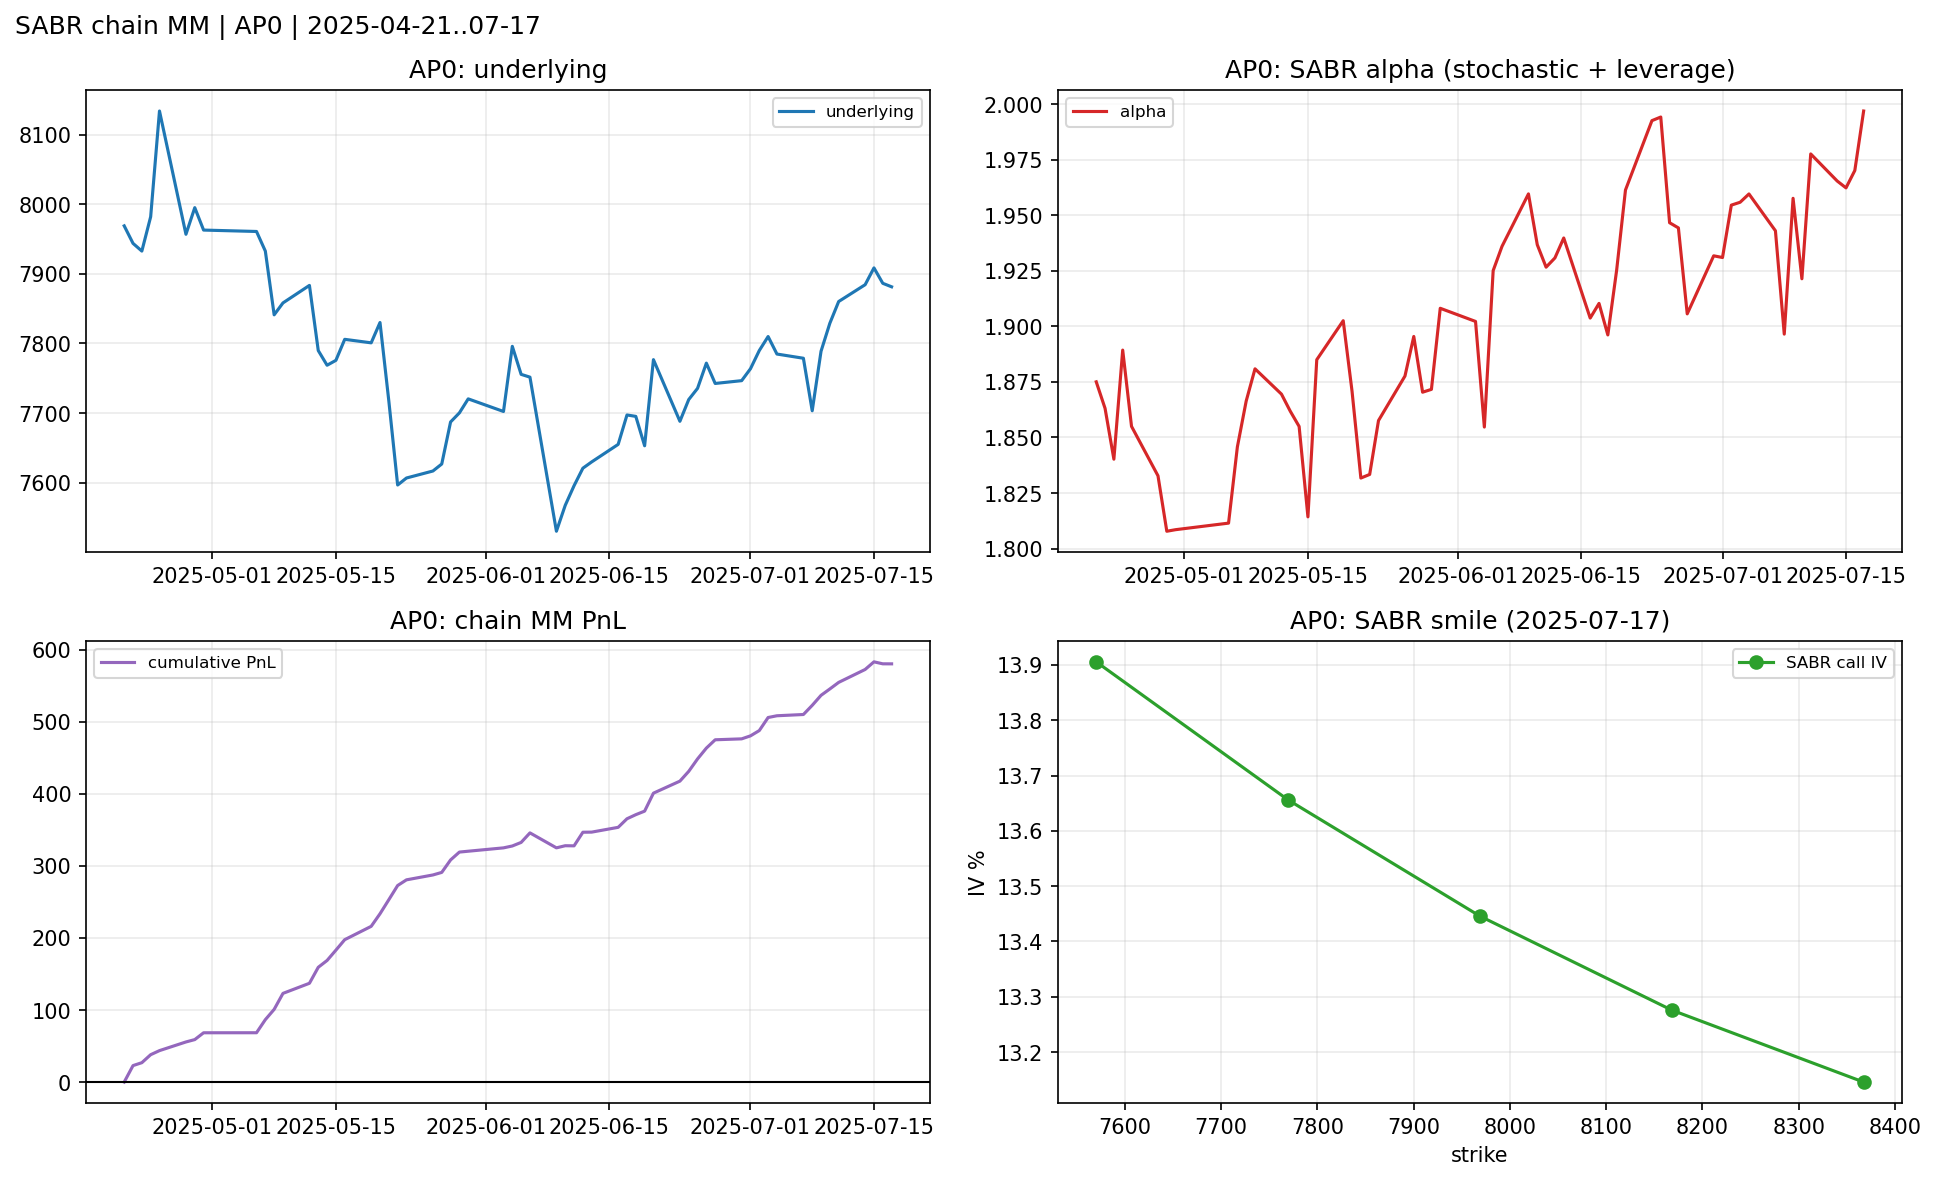 SABR chain MM | AP0 | 2025-04-21..07-17
AP0: underlying
underlying
8100
8000
7900
7800
7700
7600
2025-05-01 2025-05-15 2025-06-01 2025-06-15 2025-07-01 2025-07-15
AP0: SABR alpha (stochastic + leverage)
alpha
2.000
1.975
1.950
1.925
1.900
1.875
1.850
1.825
1.800
2025-05-01 2025-05-15 2025-06-01 2025-06-15 2025-07-01 2025-07-15
AP0: chain MM PnL
cumulative PnL
600
500
400
300
200
100
0
2025-05-01 2025-05-15 2025-06-01 2025-06-15 2025-07-01 2025-07-15
AP0: SABR smile (2025-07-17)
SABR call IV
IV %
13.9
13.8
13.7
13.6
13.5
13.4
13.3
13.2
7600 7700 7800 7900 8000 8100 8200 8300 8400
strike